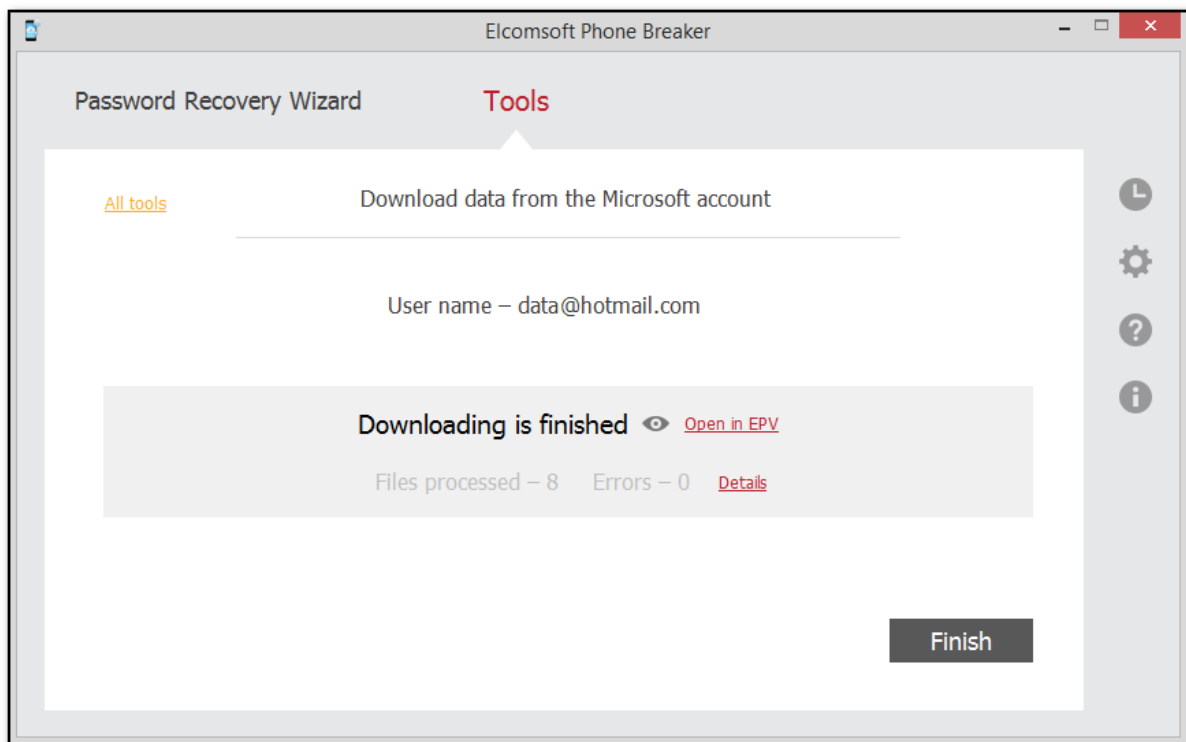 Elcomsoft Phone Breaker
Password Recovery Wizard Tools
All tools
Download data from the Microsoft account
User name – data@hotmail.com
Downloading is finished Open in EPV
Files processed – 8 Errors – 0 Details
Finish